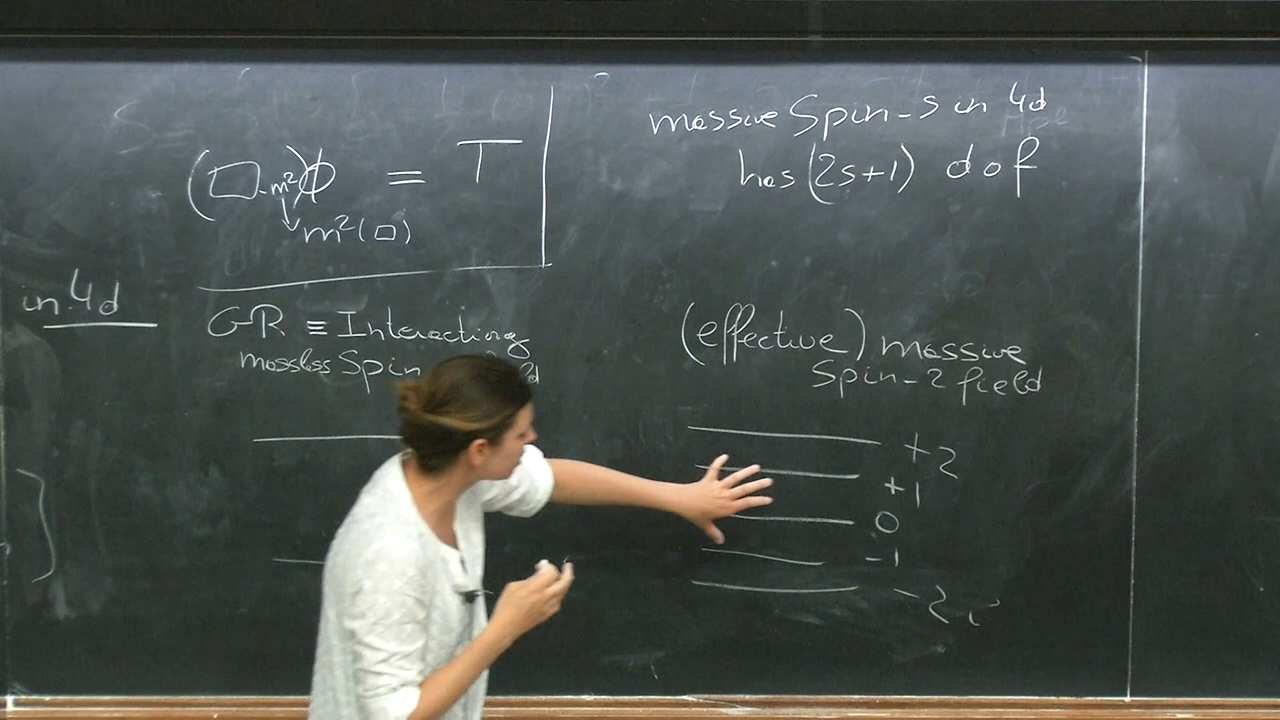 (□-m²)ϕ = T
↳ m²(□)
massive Spin-s in 4d
has (2s+1) dof
in 4d
GR ≡ Interacting
massless Spin
(effective) massive
Spin-2 field
+2
+1
0
-1
-2